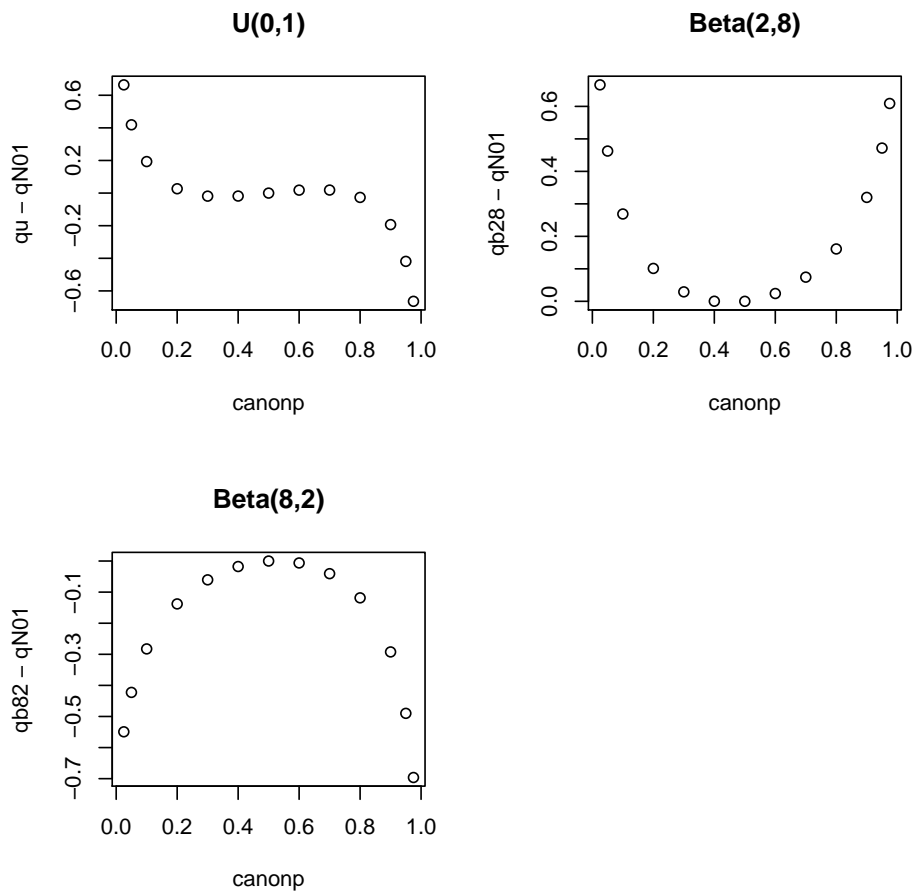 U(0,1)
qu − qN01
0.6
0.2
−0.2
−0.6
0.0 0.2 0.4 0.6 0.8 1.0
canonp
Beta(2,8)
qb28 − qN01
0.6
0.4
0.2
0.0
0.0 0.2 0.4 0.6 0.8 1.0
canonp
Beta(8,2)
qb82 − qN01
−0.1
−0.3
−0.5
−0.7
0.0 0.2 0.4 0.6 0.8 1.0
canonp